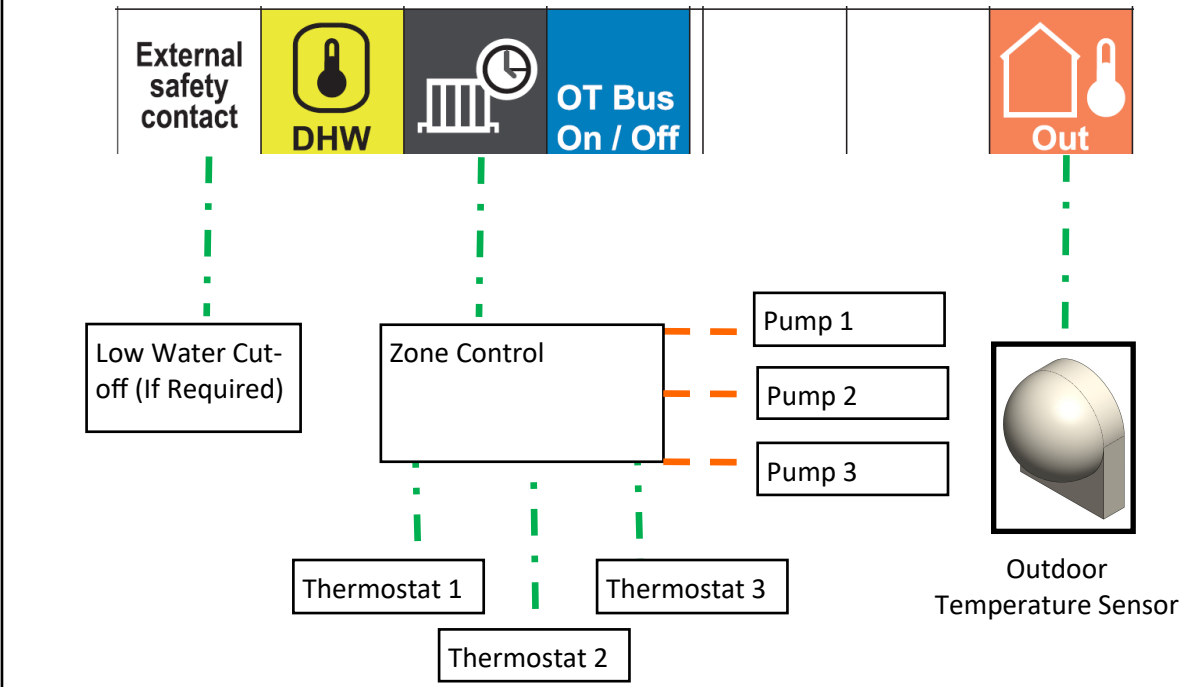 External
safety
contact
DHW
OT Bus
On / Off
Out
Low Water Cut-
off (If Required)
Zone Control
Pump 1
Pump 2
Pump 3
Thermostat 1
Thermostat 3
Thermostat 2
Outdoor
Temperature Sensor